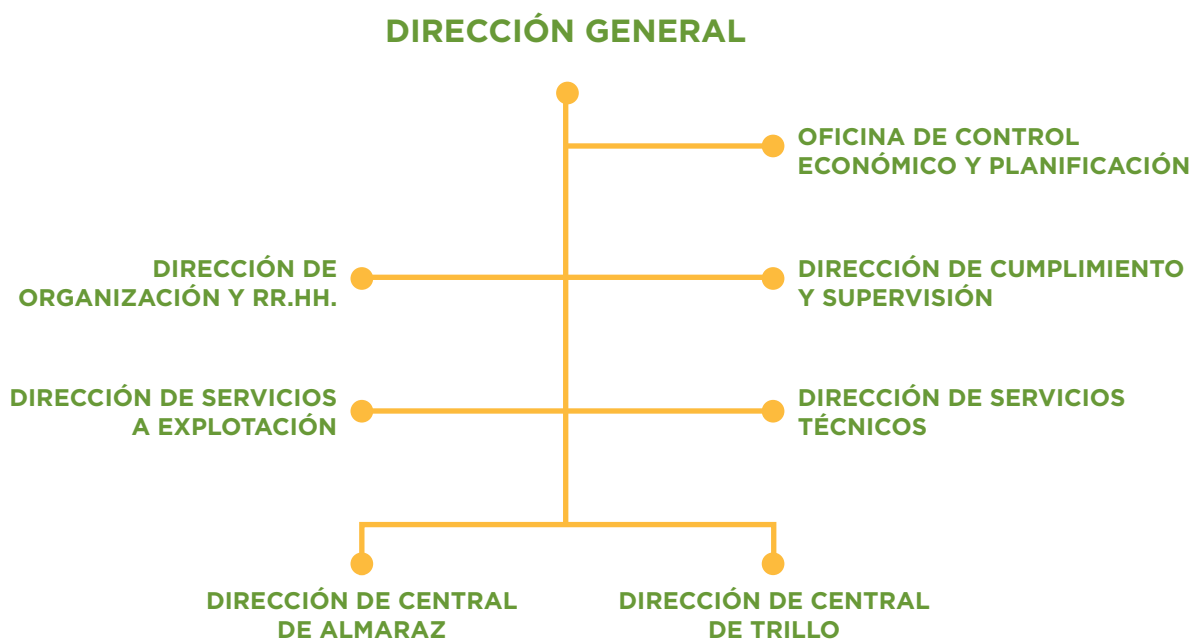 DIRECCIÓN GENERAL
OFICINA DE CONTROL
ECONÓMICO Y PLANIFICACIÓN
DIRECCIÓN DE
ORGANIZACIÓN Y RR.HH.
DIRECCIÓN DE CUMPLIMIENTO
Y SUPERVISIÓN
DIRECCIÓN DE SERVICIOS
A EXPLOTACIÓN
DIRECCIÓN DE SERVICIOS
TÉCNICOS
DIRECCIÓN DE CENTRAL
DE ALMARAZ
DIRECCIÓN DE CENTRAL
DE TRILLO